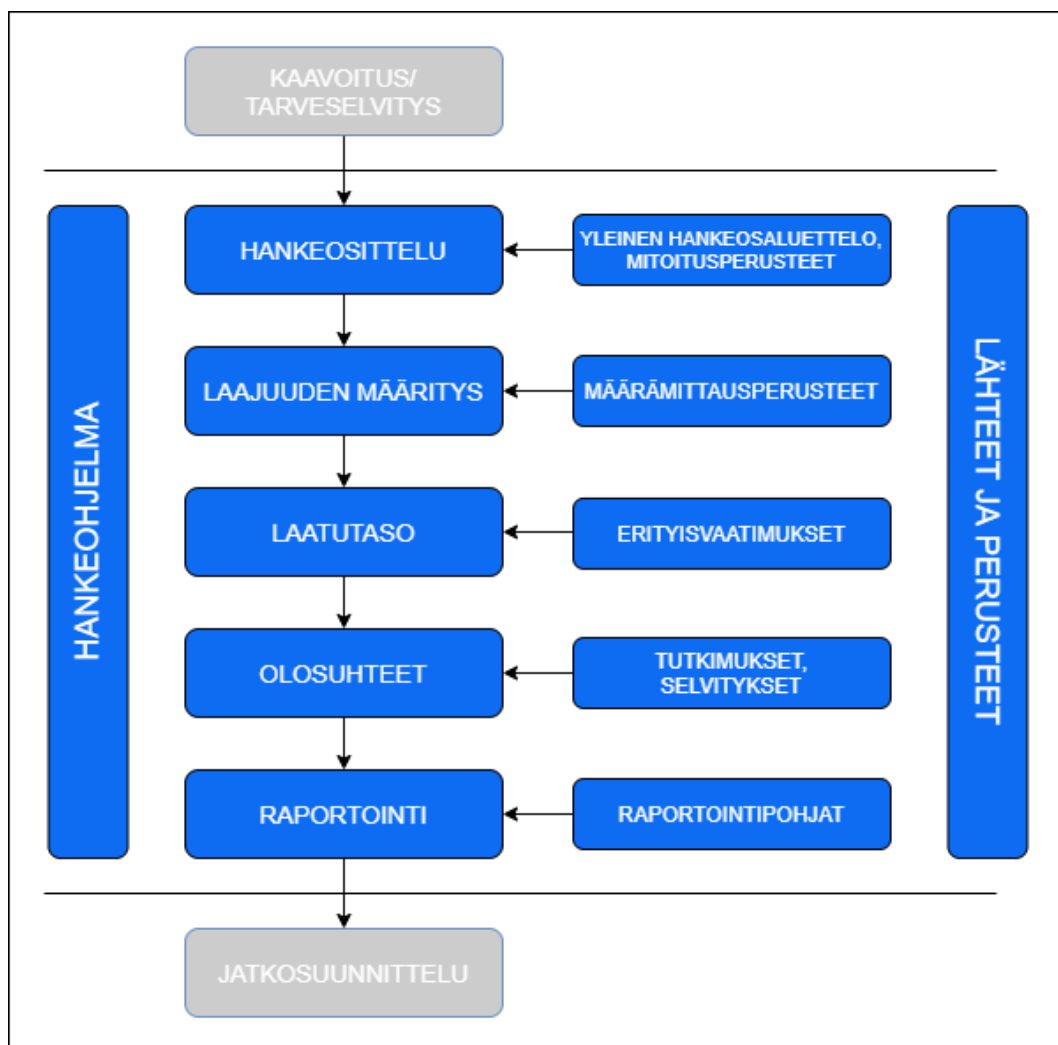 KAAVOITUS/
TARVESELVITYS
HANKEOHJELMA
HANKEOSITTELU
YLEINEN HANKEOSALUETTELO,
MITOITUSPERUSTEET
LAAJUUDEN MÄÄRITYS
MÄÄRÄMITTAUSPERUSTEET
LAATUTASO
ERITYISVAATIMUKSET
OLOSUHTEET
TUTKIMUKSET,
SELVITYKSET
RAPORTOINTI
RAPORTOINTIPOHJAT
LÄHTEET JA PERUSTEET
JATKOSUUNNITTELU